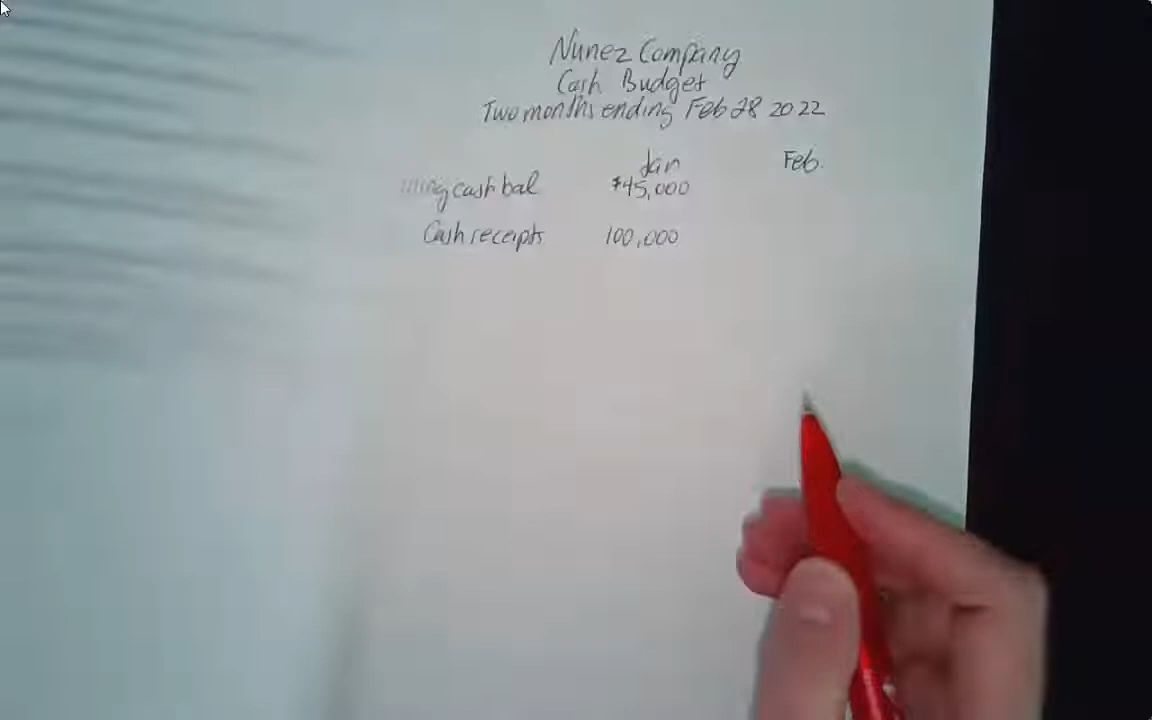 Nunez Company
Cash Budget
Two months ending Feb 28 2022
Jan Feb.
cash bal $45,000
Cash receipts 100,000